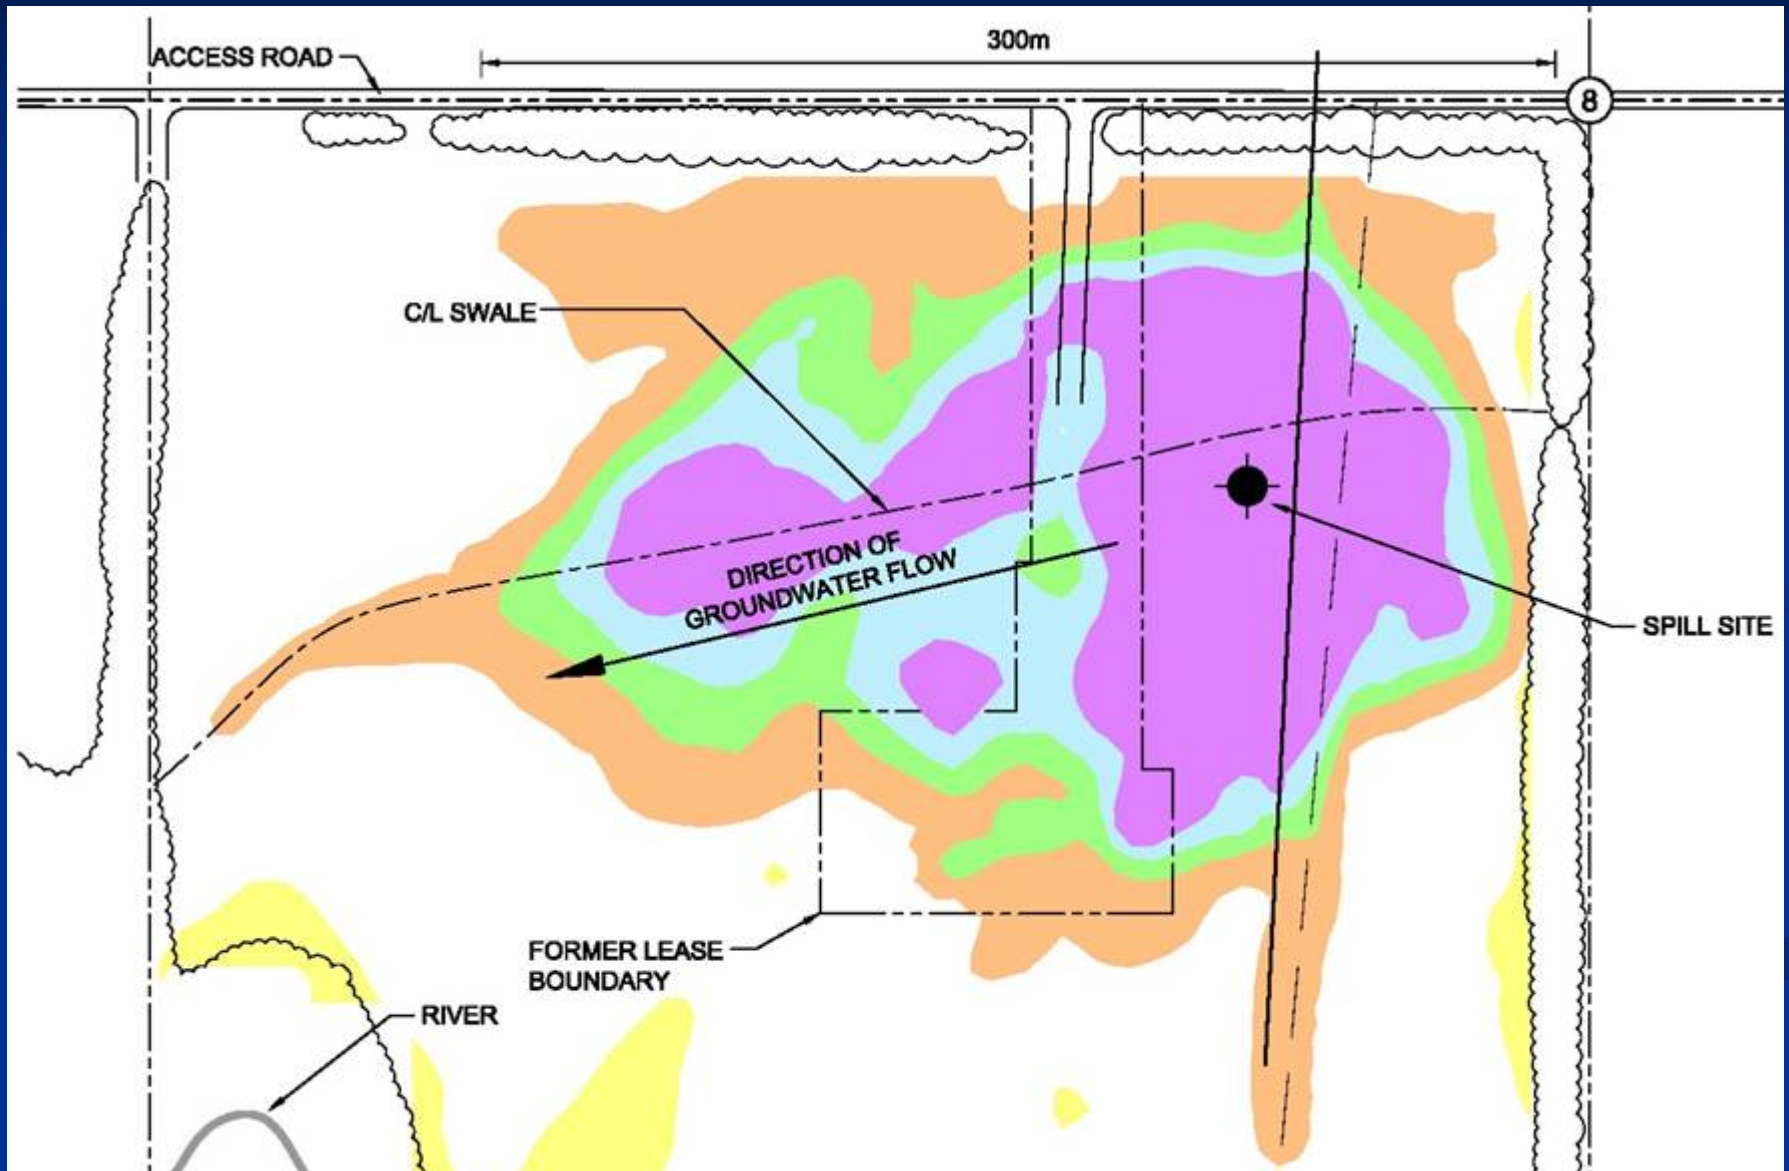 ACCESS ROAD
300m
8
C/L SWALE
DIRECTION OF
GROUNDWATER FLOW
SPILL SITE
FORMER LEASE
BOUNDARY
RIVER